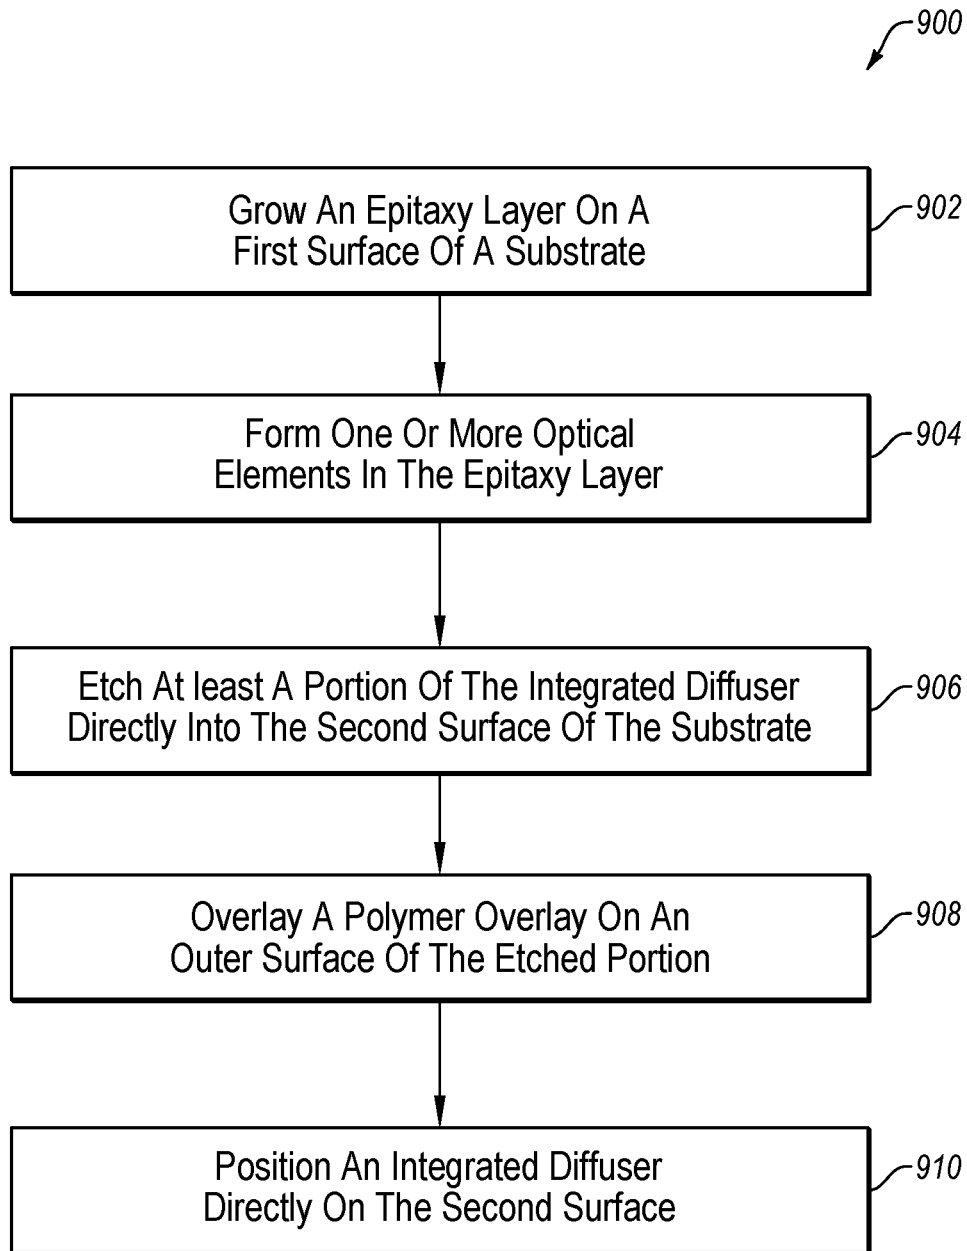 900
Grow An Epitaxy Layer On A
First Surface Of A Substrate
902
Form One Or More Optical
Elements In The Epitaxy Layer
904
Etch At least A Portion Of The Integrated Diffuser
Directly Into The Second Surface Of The Substrate
906
Overlay A Polymer Overlay On An
Outer Surface Of The Etched Portion
908
Position An Integrated Diffuser
Directly On The Second Surface
910